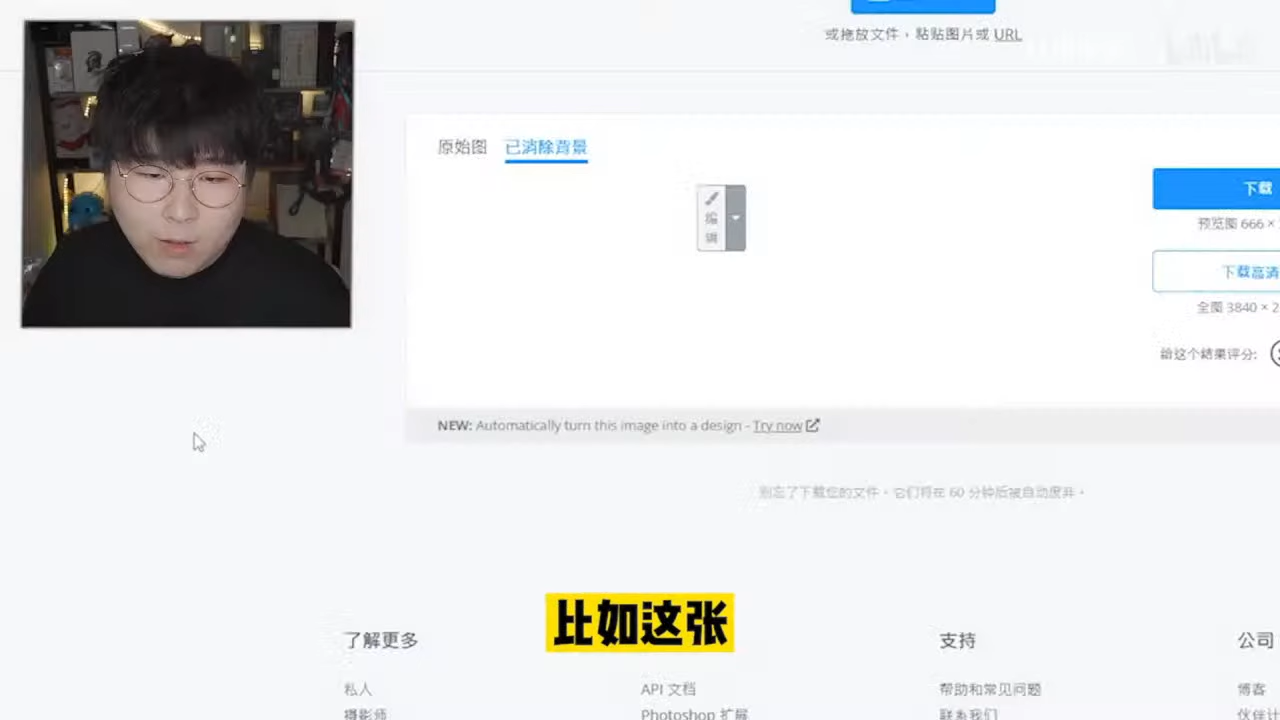 或拖放文件，粘贴图片或 URL
原始图 已消除背景
编辑
下载
预览图 666 ×
下载高清
全图 3840 × 2
给这个结果评分:
NEW: Automatically turn this image into a design - Try now
别忘了下载您的文件。它们将在 60 分钟后被自动废弃。
比如这张
了解更多
支持
公司
私人
API 文档
帮助和常见问题
博客
摄影师
Photoshop 扩展
联系我们
伙伴计